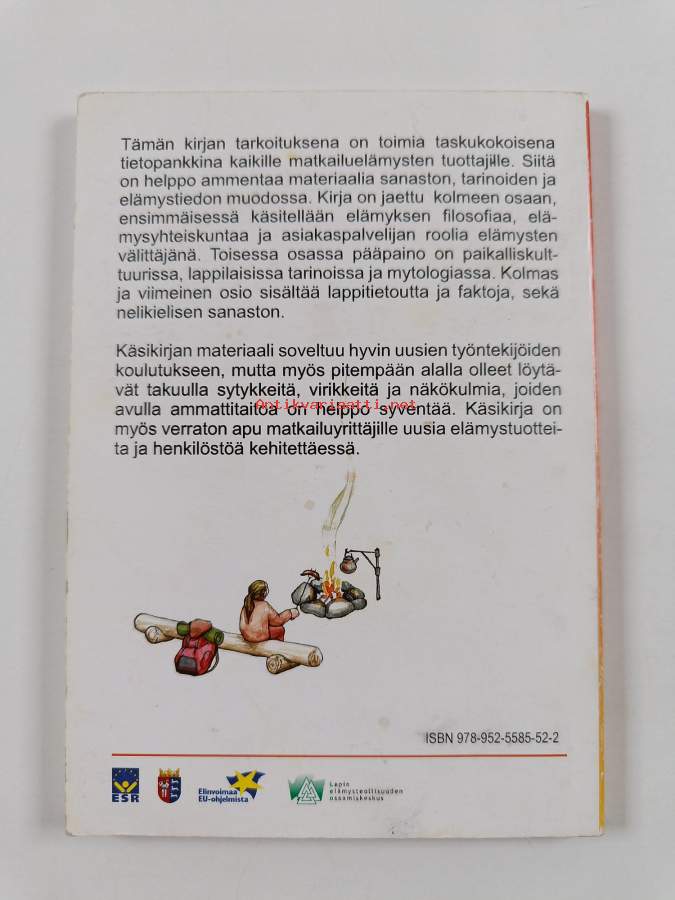 Tämän kirjan tarkoituksena on toimia taskukokoisena
tietopankkina kaikille matkailuelämysten tuottajille. Siitä
on helppo ammentaa materiaalia sanaston, tarinoiden ja
elämystiedon muodossa. Kirja on jaettu kolmeen osaan,
ensimmäisessä käsitellään elämyksen filosofiaa, elä-
mysyhteiskuntaa ja asiakaspalvelijan roolia elämysten
välittäjänä. Toisessa osassa pääpaino on paikalliskult-
tuurissa, lappilaisissa tarinoissa ja mytologiassa. Kolmas
ja viimeinen osio sisältää lappitietoutta ja faktoja, sekä
nelikielisen sanaston.
Käsikirjan materiaali soveltuu hyvin uusien työntekijöiden
koulutukseen, mutta myös pitempään alalla olleet löytä-
vät takuulla sytykkeitä, virikkeitä ja näkökulmia, joiden
avulla ammattitaitoa on helppo syventää. Käsikirja on
Antikvariaatti.net
myös verraton apu matkailuyrittäjille uusia elämystuottei-
ta ja henkilöstöä kehitettäessä.
ISBN 978-952-5585-52-2
ESR
Elinvoimaa
EU-ohjelmista
Lapin
elämysteollisuuden
osaamiskeskus